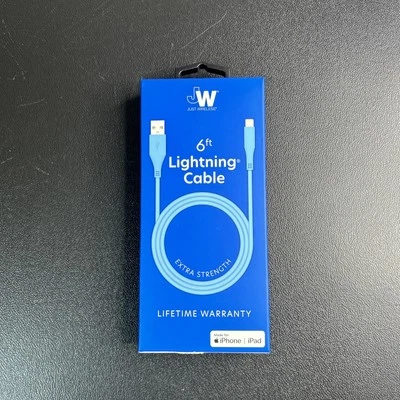 JW
JUST WIRELESS
6ft
Lightning®
Cable
EXTRA STRENGTH
LIFETIME WARRANTY
Made for
iPhone | iPad